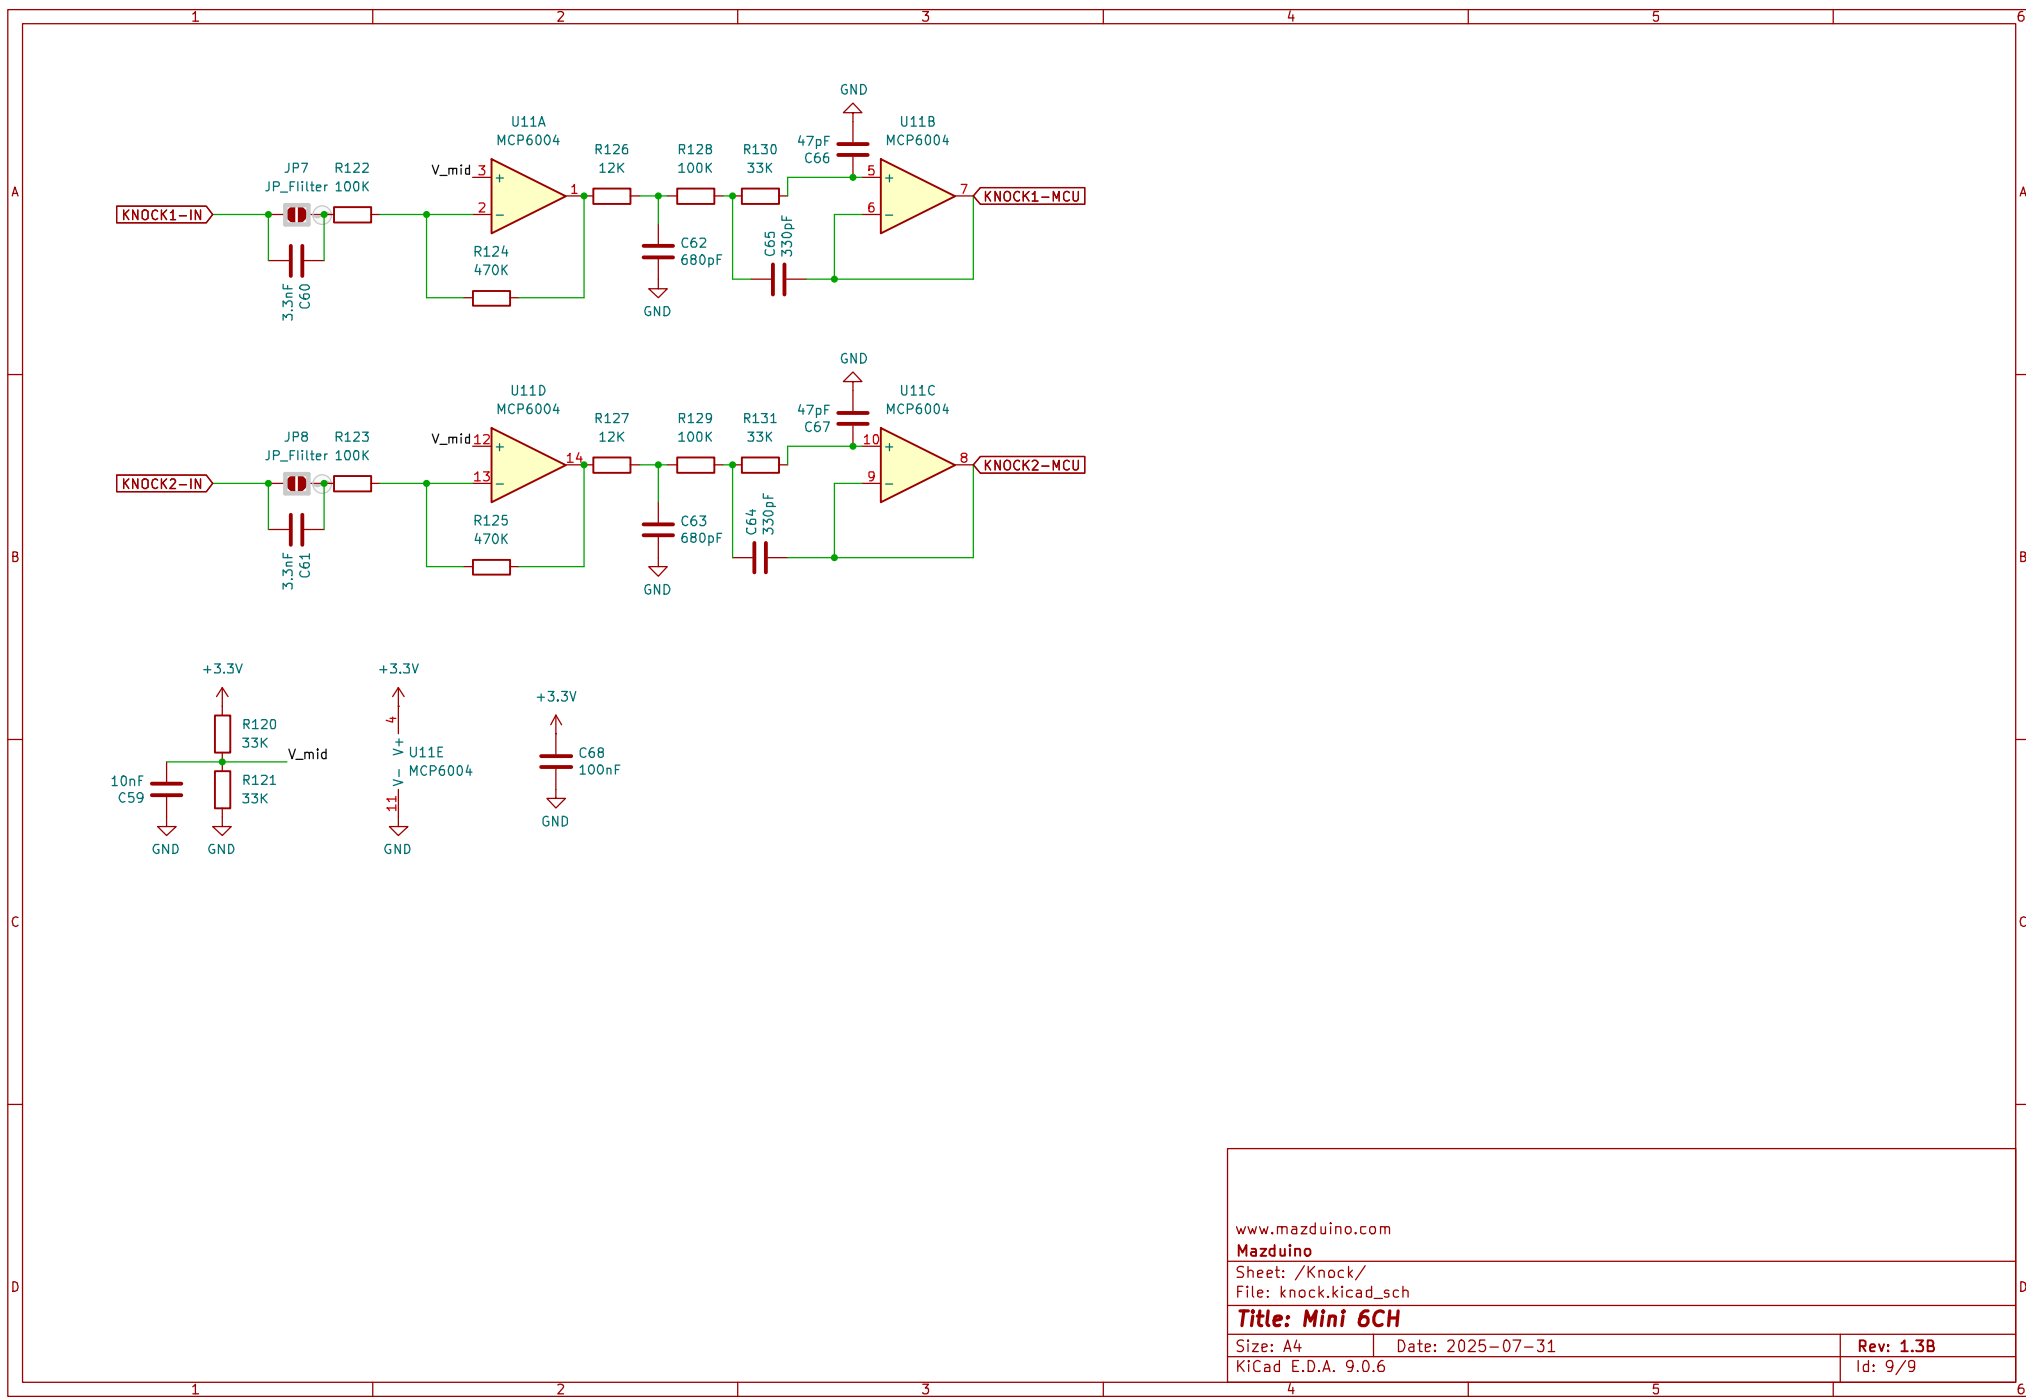 1 2 3 4 5 6
GND
U11A
MCP6004
U11B
MCP6004
47pF
C66
R126
12K
R128
100K
R130
33K
JP7
JP_Flilter
R122
100K
V_mid
3
+
1
2
−
5
+
7
6
−
KNOCK1-IN
KNOCK1-MCU
A
A
R124
470K
C62
680pF
C65
330pF
3.3nF
C60
GND
GND
U11D
MCP6004
U11C
MCP6004
47pF
C67
R127
12K
R129
100K
R131
33K
JP8
JP_Flilter
R123
100K
V_mid
12
+
14
13
−
10
+
8
9
−
KNOCK2-IN
KNOCK2-MCU
R125
470K
C63
680pF
C64
330pF
3.3nF
C61
B
B
GND
+3.3V
+3.3V
+3.3V
R120
33K
V_mid
R121
33K
10nF
C59
GND
GND
4
V+
U11E
MCP6004
V-
11
GND
C68
100nF
GND
C
C
www.mazduino.com
Mazduino
Sheet: /Knock/
File: knock.kicad_sch
D
D
Title: Mini 6CH
Size: A4
Date: 2025-07-31
Rev: 1.3B
KiCad E.D.A. 9.0.6
Id: 9/9
1 2 3 4 5 6